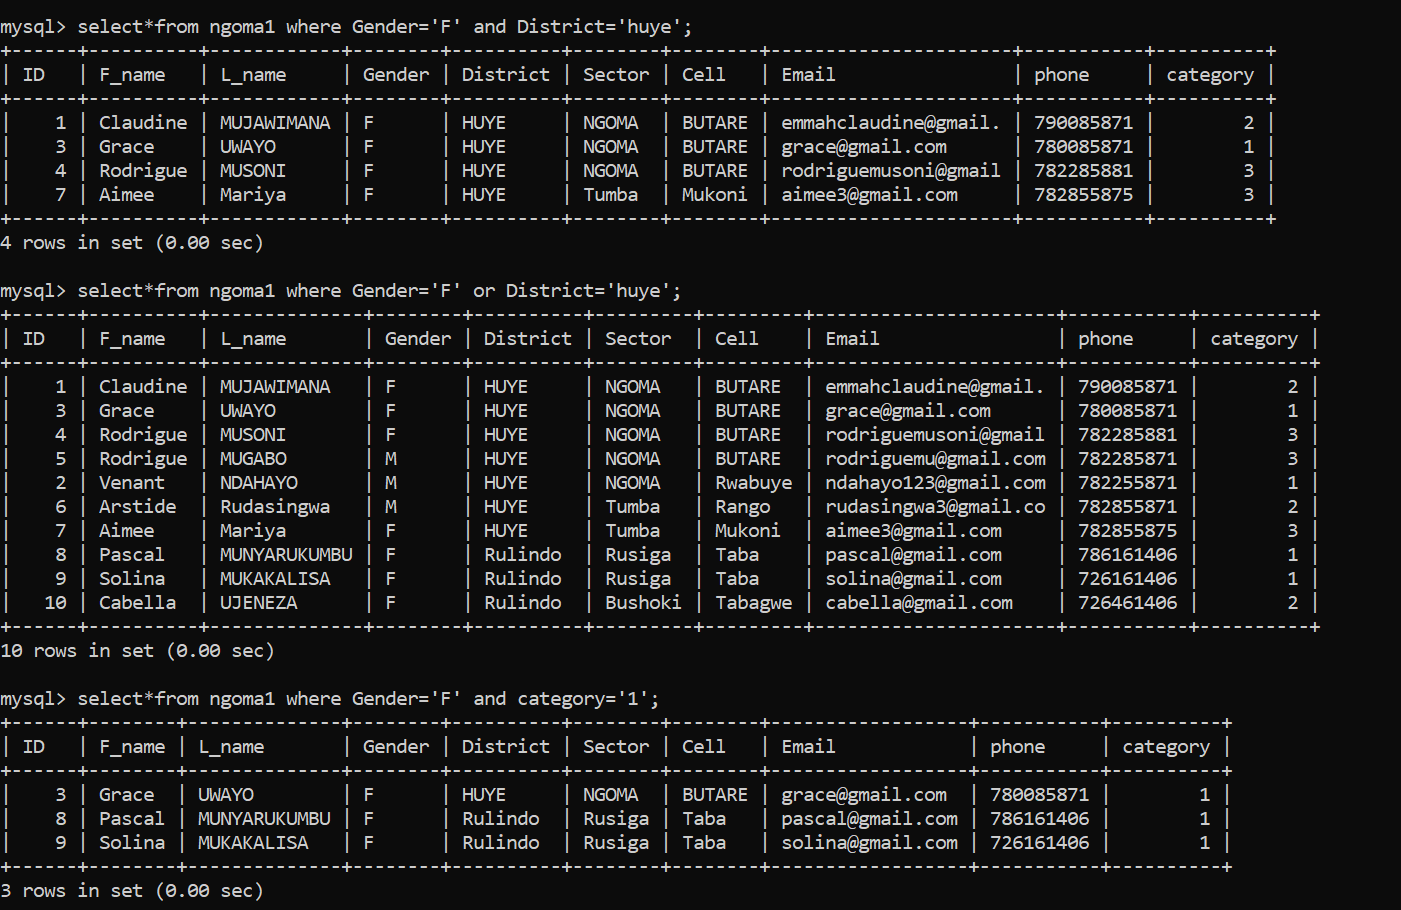 mysql> select*from ngoma1 where Gender='F' and District='huye';
+------+----------+------------+--------+----------+--------+--------+----------------------+-----------+----------+
| ID   | F_name   | L_name     | Gender | District | Sector | Cell   | Email                | phone     | category |
+------+----------+------------+--------+----------+--------+--------+----------------------+-----------+----------+
|    1 | Claudine | MUJAWIMANA | F      | HUYE     | NGOMA  | BUTARE | emmahclaudine@gmail. | 790085871 |        2 |
|    3 | Grace    | UWAYO      | F      | HUYE     | NGOMA  | BUTARE | grace@gmail.com      | 780085871 |        1 |
|    4 | Rodrigue | MUSONI     | F      | HUYE     | NGOMA  | BUTARE | rodriguemusoni@gmail | 782285881 |        3 |
|    7 | Aimee    | Mariya     | F      | HUYE     | Tumba  | Mukoni | aimee3@gmail.com     | 782855875 |        3 |
+------+----------+------------+--------+----------+--------+--------+----------------------+-----------+----------+
4 rows in set (0.00 sec)

mysql> select*from ngoma1 where Gender='F' or District='huye';
+------+----------+--------------+--------+----------+---------+---------+----------------------+-----------+----------+
| ID   | F_name   | L_name       | Gender | District | Sector  | Cell    | Email                | phone     | category |
+------+----------+--------------+--------+----------+---------+---------+----------------------+-----------+----------+
|    1 | Claudine | MUJAWIMANA   | F      | HUYE     | NGOMA   | BUTARE  | emmahclaudine@gmail. | 790085871 |        2 |
|    3 | Grace    | UWAYO        | F      | HUYE     | NGOMA   | BUTARE  | grace@gmail.com      | 780085871 |        1 |
|    4 | Rodrigue | MUSONI       | F      | HUYE     | NGOMA   | BUTARE  | rodriguemusoni@gmail | 782285881 |        3 |
|    5 | Rodrigue | MUGABO       | M      | HUYE     | NGOMA   | BUTARE  | rodriguemu@gmail.com | 782285871 |        3 |
|    2 | Venant   | NDAHAYO      | M      | HUYE     | NGOMA   | Rwabuye | ndahayo123@gmail.com | 782255871 |        1 |
|    6 | Arstide  | Rudasingwa   | M      | HUYE     | Tumba   | Rango   | rudasingwa3@gmail.co | 782855871 |        2 |
|    7 | Aimee    | Mariya       | F      | HUYE     | Tumba   | Mukoni  | aimee3@gmail.com     | 782855875 |        3 |
|    8 | Pascal   | MUNYARUKUMBU | F      | Rulindo  | Rusiga  | Taba    | pascal@gmail.com     | 786161406 |        1 |
|    9 | Solina   | MUKAKALISA   | F      | Rulindo  | Rusiga  | Taba    | solina@gmail.com     | 726161406 |        1 |
|   10 | Cabella  | UJENEZA      | F      | Rulindo  | Bushoki | Tabagwe | cabella@gmail.com    | 726461406 |        2 |
+------+----------+--------------+--------+----------+---------+---------+----------------------+-----------+----------+
10 rows in set (0.00 sec)

mysql> select*from ngoma1 where Gender='F' and category='1';
+------+--------+--------------+--------+----------+--------+--------+------------------+-----------+----------+
| ID   | F_name | L_name       | Gender | District | Sector | Cell   | Email            | phone     | category |
+------+--------+--------------+--------+----------+--------+--------+------------------+-----------+----------+
|    3 | Grace  | UWAYO        | F      | HUYE     | NGOMA  | BUTARE | grace@gmail.com  | 780085871 |        1 |
|    8 | Pascal | MUNYARUKUMBU | F      | Rulindo  | Rusiga | Taba   | pascal@gmail.com | 786161406 |        1 |
|    9 | Solina | MUKAKALISA   | F      | Rulindo  | Rusiga | Taba   | solina@gmail.com | 726161406 |        1 |
+------+--------+--------------+--------+----------+--------+--------+------------------+-----------+----------+
3 rows in set (0.00 sec)